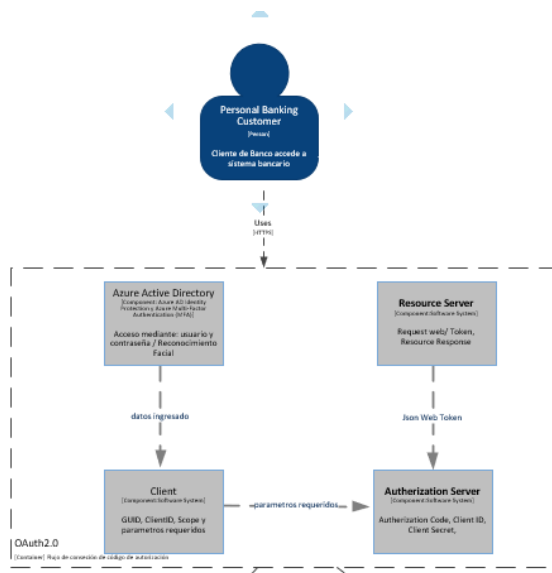 Personal Banking
Customer
[Person]
Cliente de Banco accede a
sistema bancario
Uses
[HTTPS]
Azure Active Directory
[Component: Azure AD Identity
Protection y Azure Multi-Factor
Authentication (MFA)]
Acceso mediante: usuario y
contraseña / Reconocimiento
Facial
Resource Server
[Component:Software System]
Request web/ Token,
Resource Response
datos ingresado
Json Web Token
Client
[Component:Software System]
GUID, ClientID, Scope y
parametros requeridos
parametros requeridos
Autherization Server
[Component:Software System]
Autherization Code, Client ID,
Client Secret,
OAuth2.0
[Container] Flujo de conseción de código de autorización